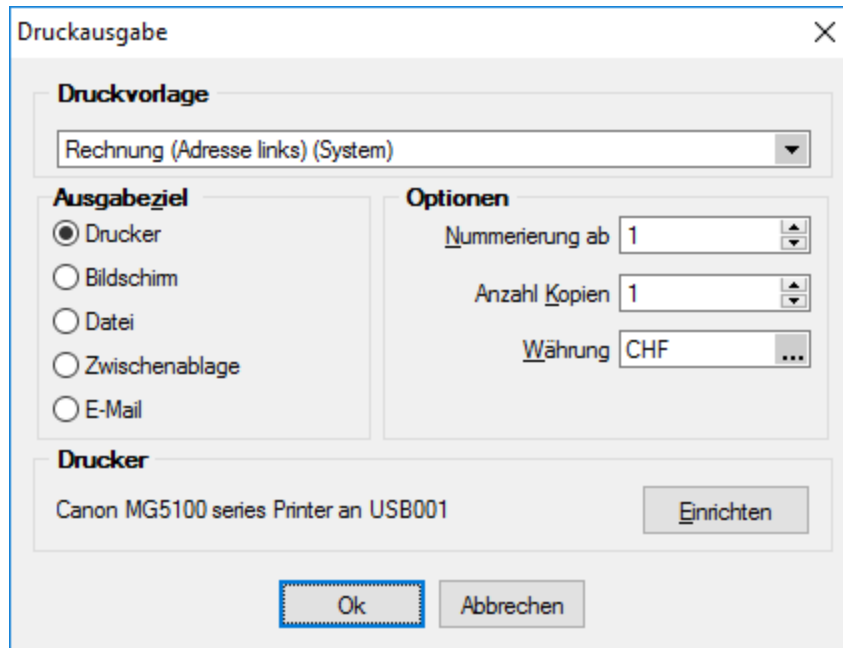 Druckausgabe
Druckvorlage
Rechnung (Adresse links) (System)
Ausgabeziel
Drucker
Bildschirm
Datei
Zwischenablage
E-Mail
Optionen
Nummerierung ab 1
Anzahl Kopien 1
Währung CHF ...
Drucker
Canon MG5100 series Printer an USB001
Einrichten
Ok Abbrechen